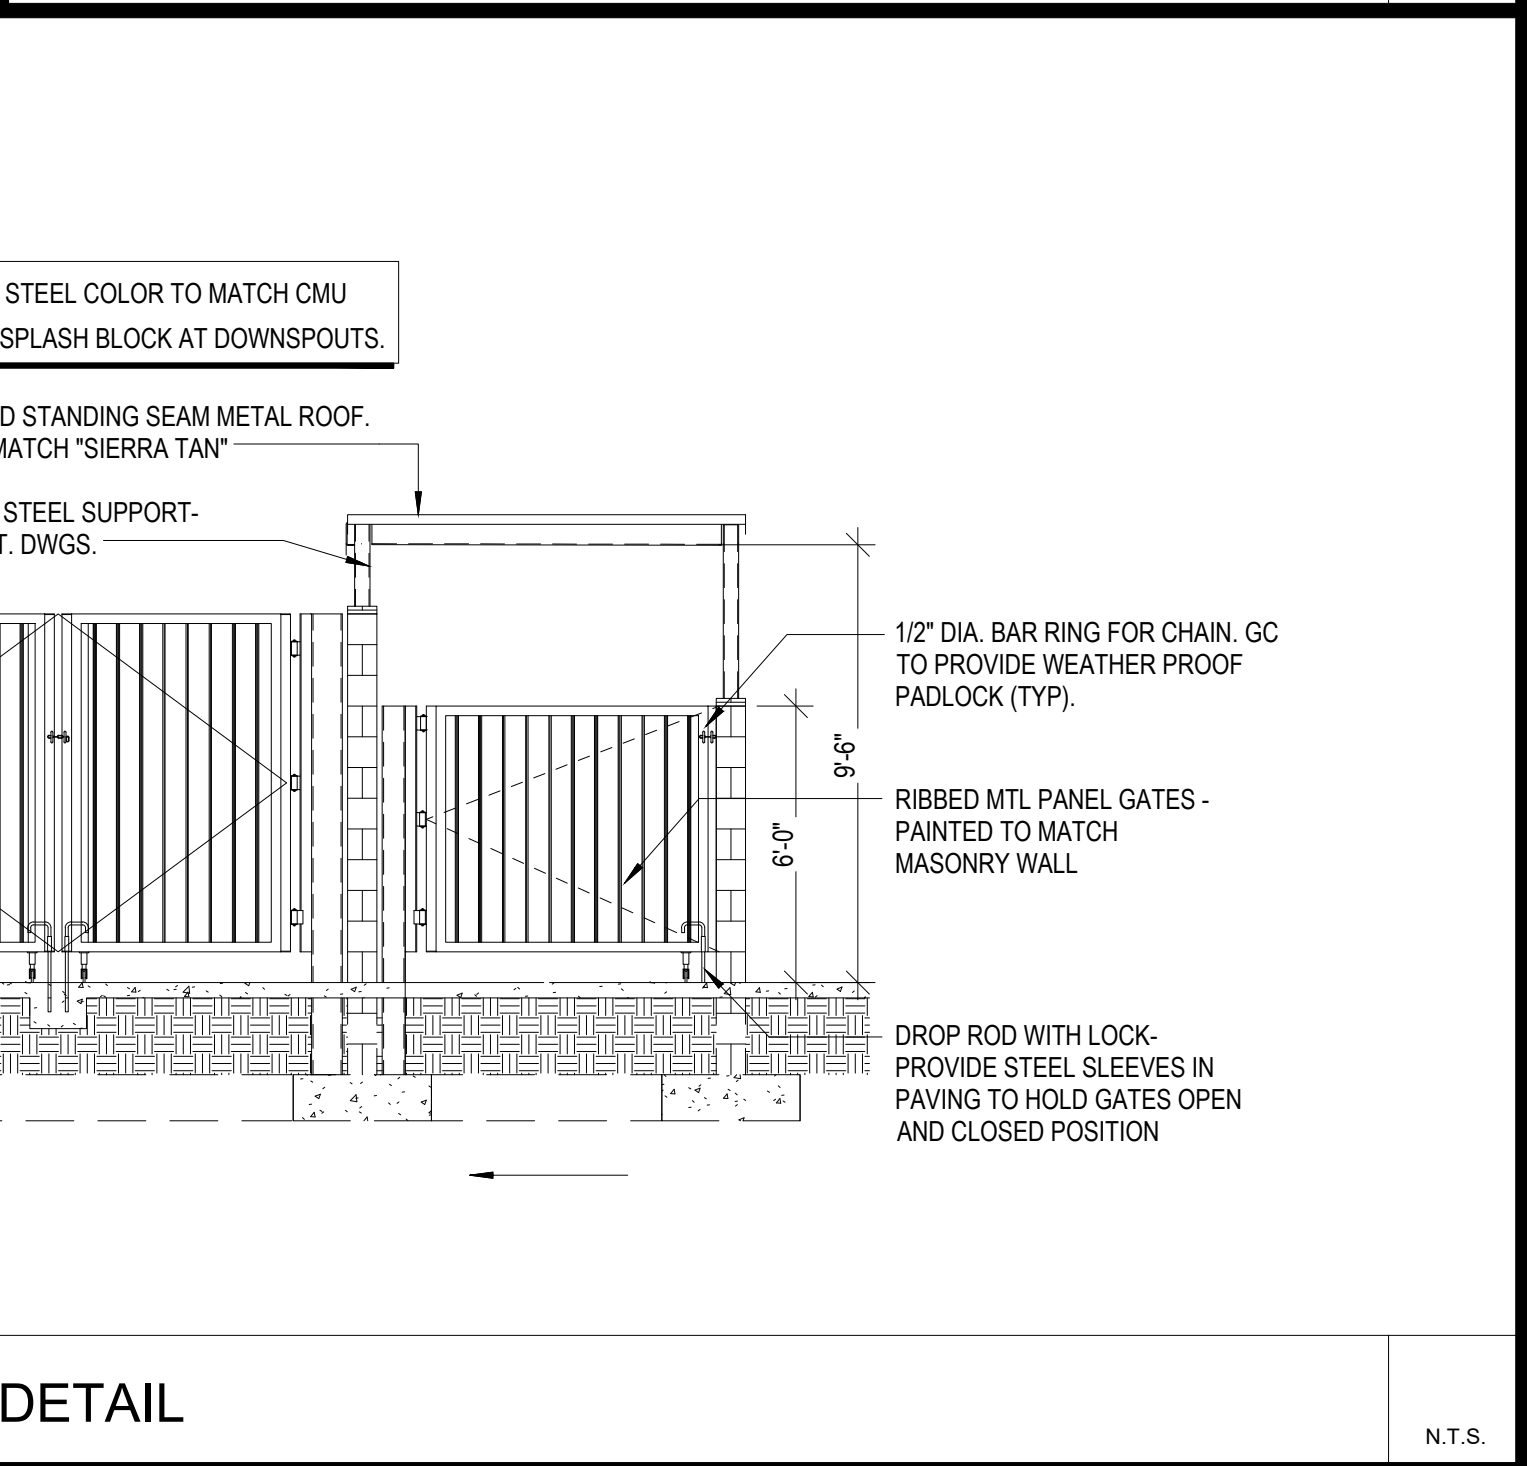 STEEL COLOR TO MATCH CMU
SPLASH BLOCK AT DOWNSPOUTS.
D STANDING SEAM METAL ROOF.
MATCH "SIERRA TAN"
STEEL SUPPORT-
T. DWGS.
1/2" DIA. BAR RING FOR CHAIN. GC
TO PROVIDE WEATHER PROOF
PADLOCK (TYP).
9'-6"
6'-0"
RIBBED MTL PANEL GATES -
PAINTED TO MATCH
MASONRY WALL
DROP ROD WITH LOCK-
PROVIDE STEEL SLEEVES IN
PAVING TO HOLD GATES OPEN
AND CLOSED POSITION
DETAIL
N.T.S.